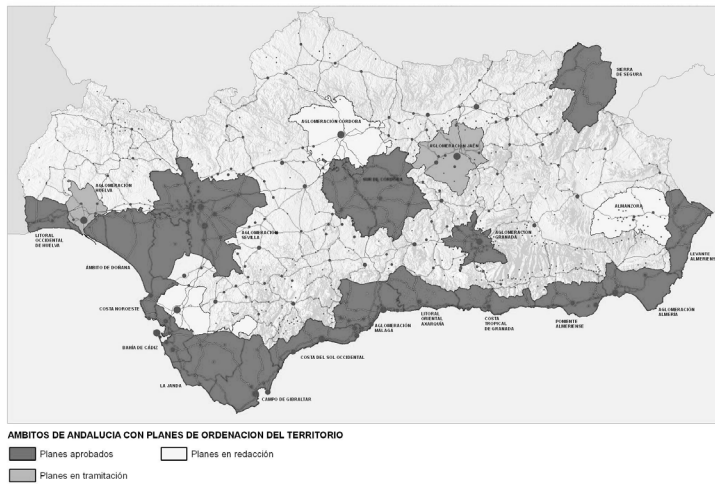 SIERRA
DE SEGURA
AGLOMERACIÓN CÓRDOBA
AGLOMERACIÓN JAÉN
SUR DE CÓRDOBA
AGLOMERACIÓN
HUELVA
ALMANZORA
LITORAL
OCCIDENTAL
DE HUELVA
AGLOMERACIÓN
SEVILLA
AGLOMERACIÓN
GRANADA
LEVANTE
ÁMBITO DE DOÑANA
COSTA NOROESTE
AGLOMERACIÓN
ALMERÍA
LITORAL
ORIENTAL
AXARQUÍA
COSTA
TROPICAL
DE GRANADA
PONIENTE
ALMERIENSE
AGLOMERACIÓN
MÁLAGA
BAHÍA DE CÁDIZ
COSTA DEL SOL OCCIDENTAL
LA JANDA
CAMPO DE GIBRALTAR
AMBITOS DE ANDALUCIA CON PLANES DE ORDENACION DEL TERRITORIO
Planes aprobados
Planes en redacción
Planes en tramitación